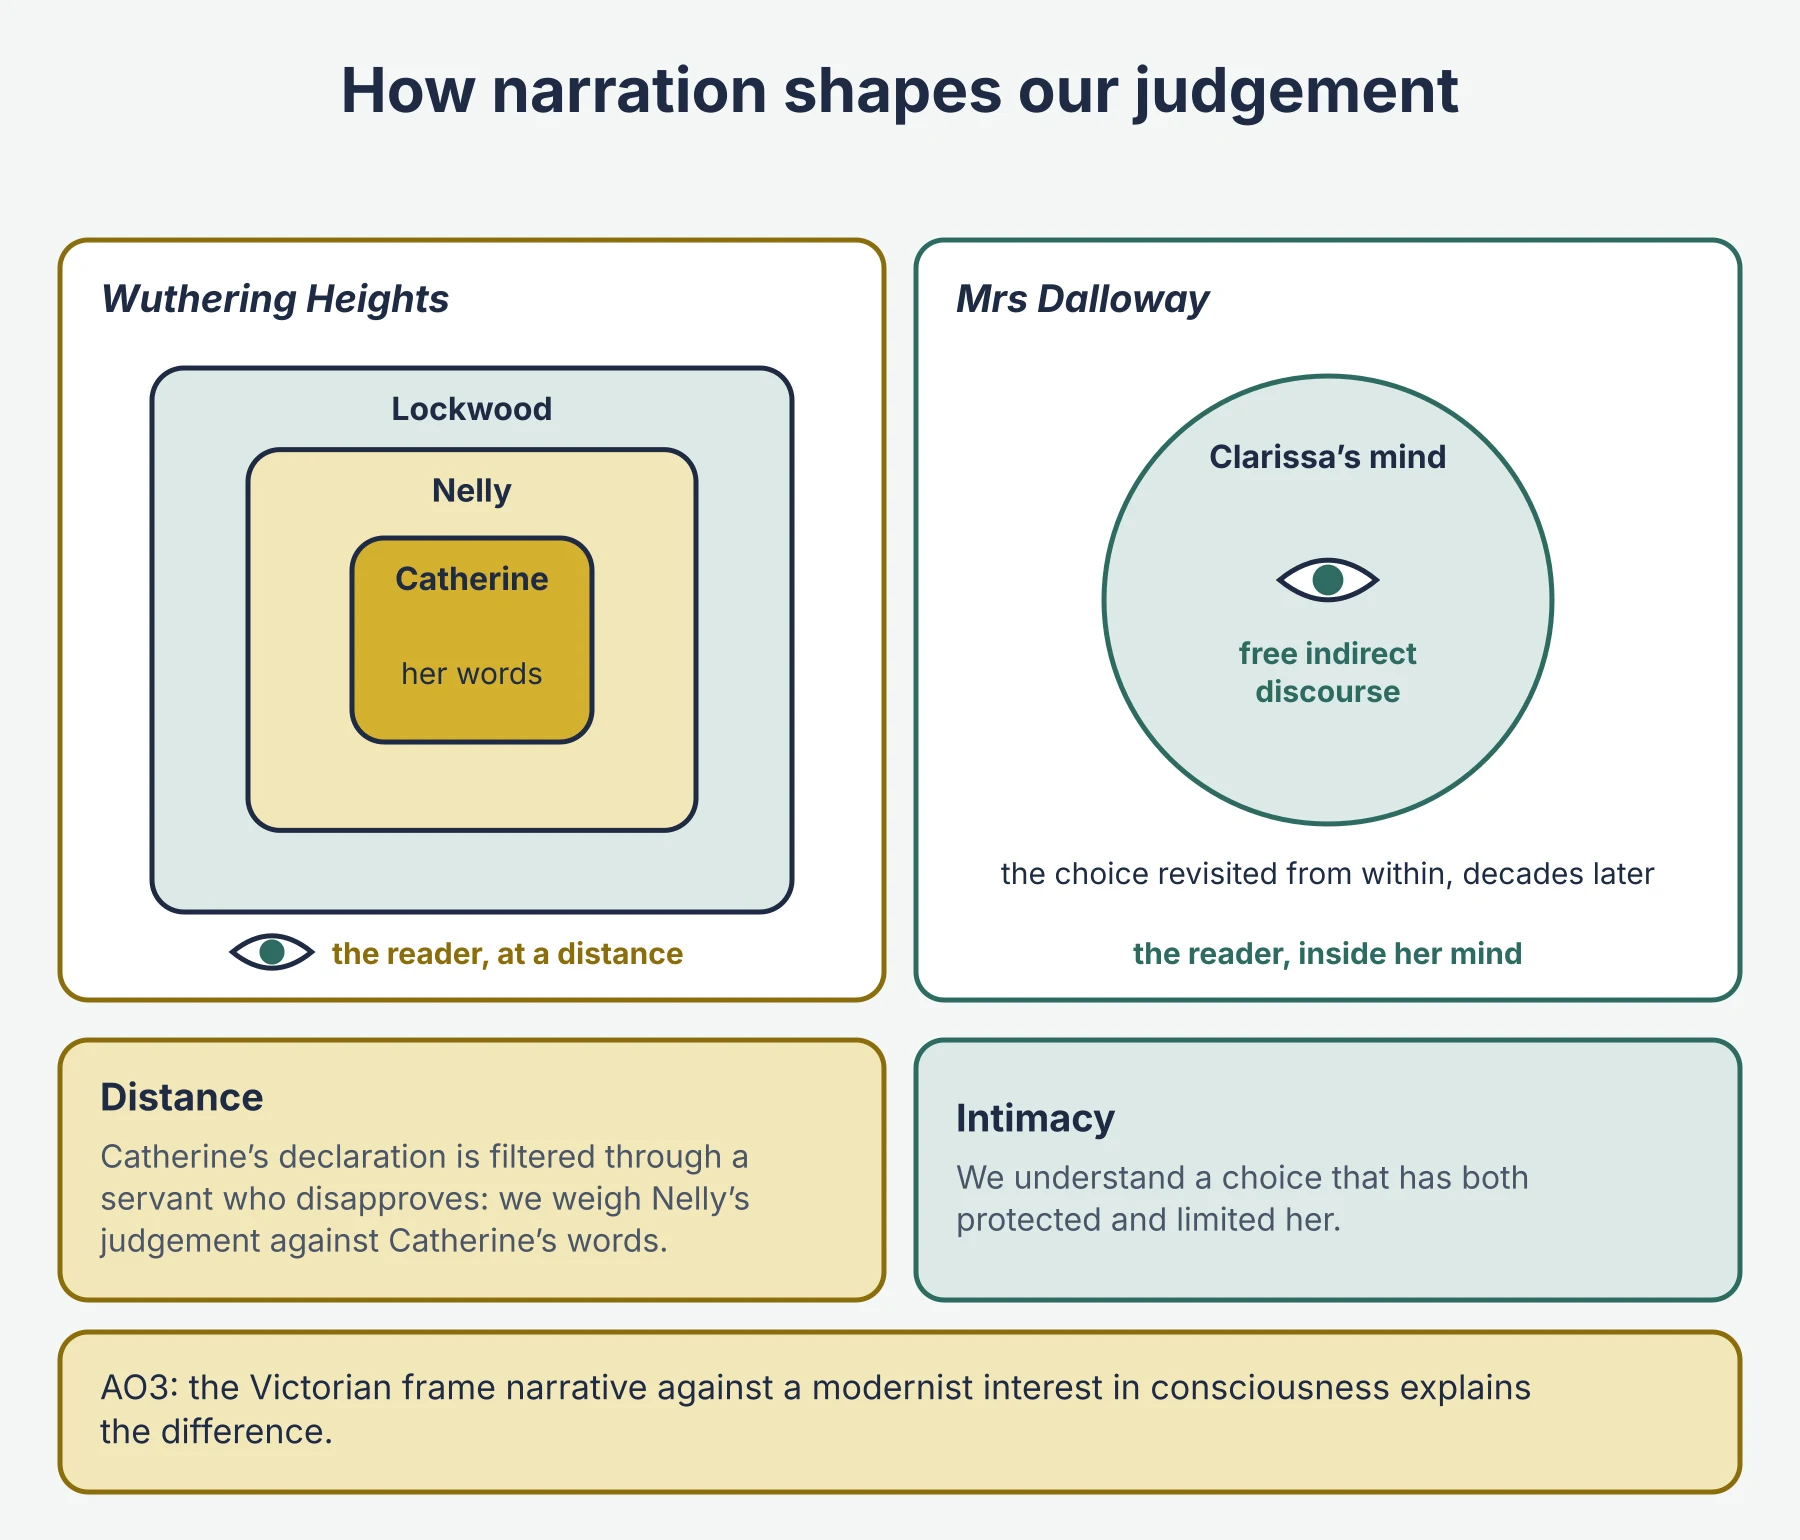 How narration shapes our judgement
Wuthering Heights
Lockwood
Nelly
Catherine
her words
the reader, at a distance
Mrs Dalloway
Clarissa’s mind
free indirect
discourse
the choice revisited from within, decades later
the reader, inside her mind
Distance
Catherine’s declaration is filtered through a
servant who disapproves: we weigh Nelly’s
judgement against Catherine’s words.
Intimacy
We understand a choice that has both
protected and limited her.
AO3: the Victorian frame narrative against a modernist interest in consciousness explains
the difference.